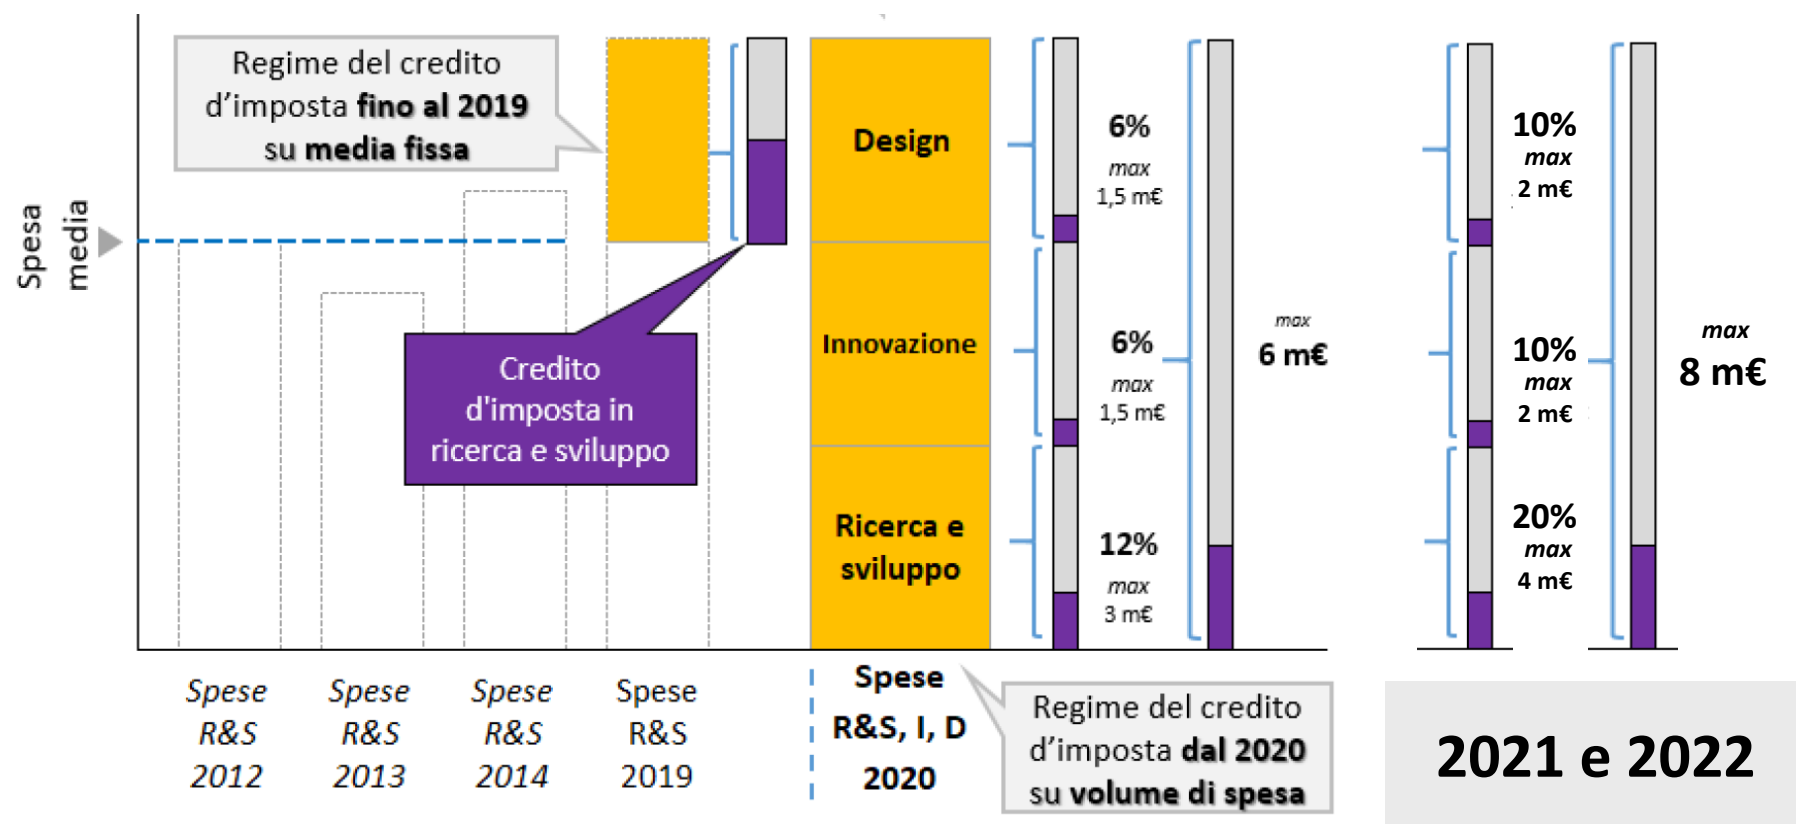 Regime del credito
d'imposta fino al 2019
su media fissa
Spesa
media
Credito
d'imposta in
ricerca e sviluppo
Design
Innovazione
Ricerca e
sviluppo
6%
max
1,5 m€
6%
max
1,5 m€
12%
max
3 m€
max
6 m€
10%
max
2 m€
10%
max
2 m€
20%
max
4 m€
max
8 m€
Spese
R&S
2012
Spese
R&S
2013
Spese
R&S
2014
Spese
R&S
2019
Spese
R&S, I, D
2020
Regime del credito
d'imposta dal 2020
su volume di spesa
2021 e 2022